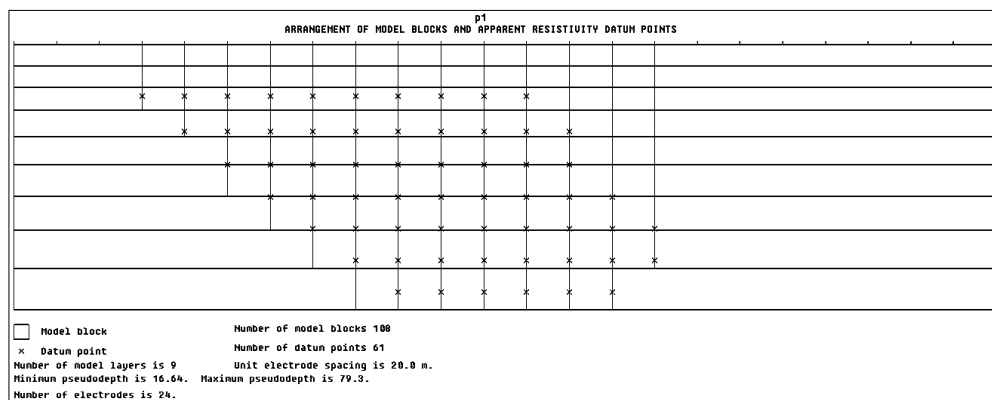 p1
ARRANGEMENT OF MODEL BLOCKS AND APPARENT RESISTIVITY DATUM POINTS
Model block Number of model blocks 108
× Datum point Number of datum points 61
Number of model layers is 9 Unit electrode spacing is 20.0 m.
Minimum pseudodepth is 16.64. Maximum pseudodepth is 79.3.
Number of electrodes is 24.